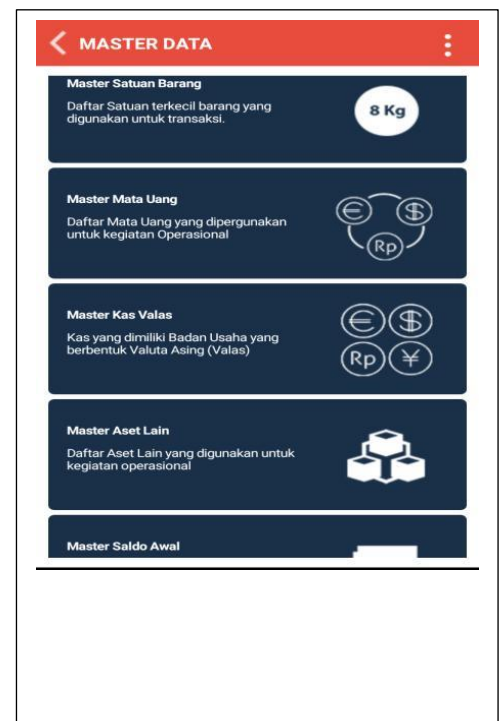 MASTER DATA
Master Satuan Barang
Daftar Satuan terkecil barang yang
digunakan untuk transaksi.
8 Kg
Master Mata Uang
Daftar Mata Uang yang dipergunakan
untuk kegiatan Operasional
€ $
Rp
Master Kas Valas
Kas yang dimiliki Badan Usaha yang
berbentuk Valuta Asing (Valas)
€ $
Rp ¥
Master Aset Lain
Daftar Aset Lain yang digunakan untuk
kegiatan operasional
Master Saldo Awal